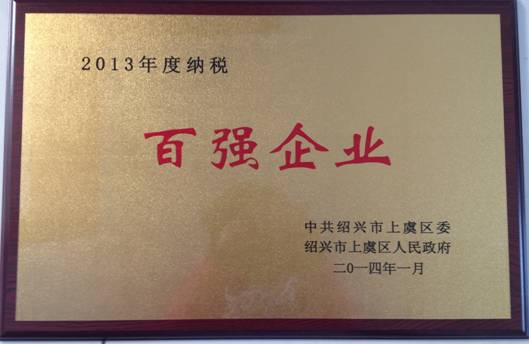 2013年度纳税
百强企业
中共绍兴市上虞区委
绍兴市上虞区人民政府
二0一四年一月